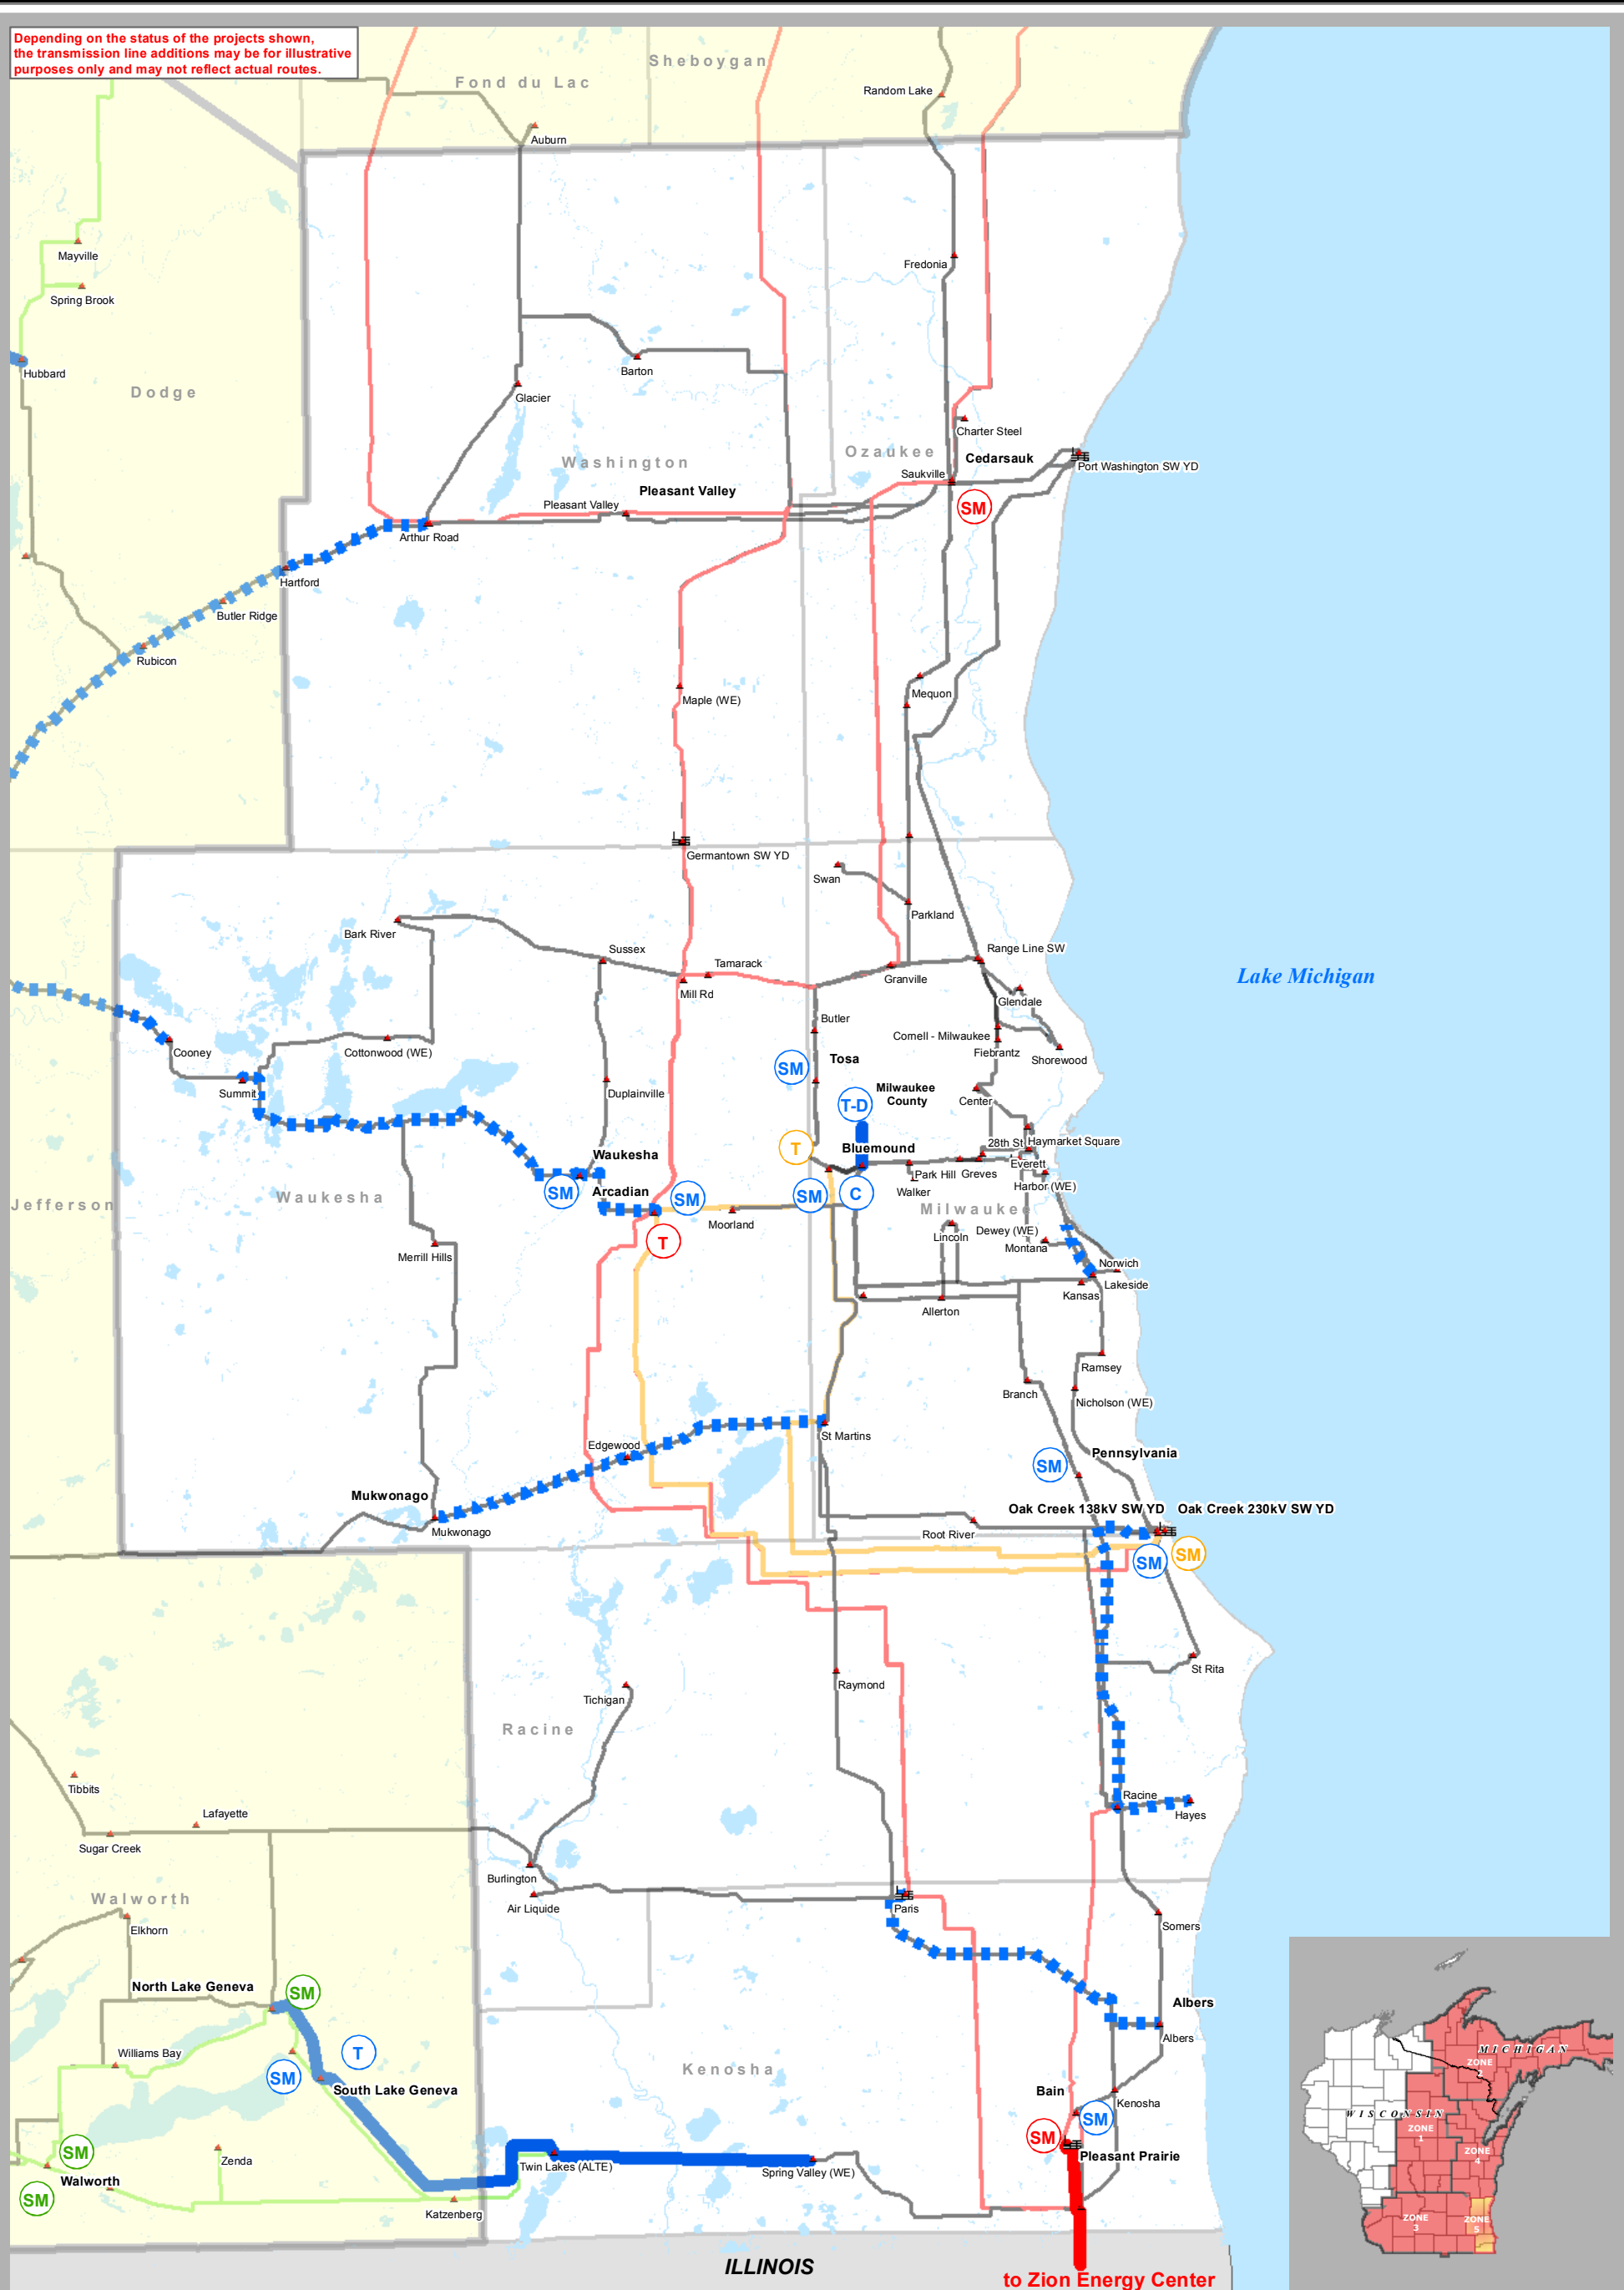 Depending on the status of the projects shown,
the transmission line additions may be for illustrative
purposes only and may not reflect actual routes.
Sheboygan
Fond du Lac
Random Lake
Auburn
Mayville
Fredonia
Spring Brook
Hubbard
Barton
Dodge
Glacier
Charter Steel
Ozaukee
Cedarsauk
Washington
Saukville
Port Washington SW YD
Pleasant Valley
Pleasant Valley
SM
Arthur Road
Hartford
Butler Ridge
Rubicon
Mequon
Maple (WE)
Germantown SW YD
Swan
Parkland
Bark River
Sussex
Range Line SW
Tamarack
Lake Michigan
Granville
Mill Rd
Glendale
Butler
Cornell - Milwaukee
Cooney
Cottonwood (WE)
Fiebrantz
Shorewood
Tosa
SM
Summit
Duplainville
Milwaukee
County
Center
T-D
28th St
Haymarket Square
T
Bluemound
Waukesha
Everett
Park Hill
Greves
Harbor (WE)
SM
Arcadian
SM
SM
C
Walker
Waukesha
Jefferson
Milwaukee
Moorland
Dewey (WE)
Lincoln
T
Montana
Merrill Hills
Norwich
Lakeside
Kansas
Allerton
Ramsey
Branch
Nicholson (WE)
St Martins
Edgewood
Pennsylvania
SM
Mukwonago
Oak Creek 138kV SW YD
Oak Creek 230kV SW YD
Mukwonago
Root River
SM
SM
St Rita
Raymond
Tichigan
Racine
Tibbits
Racine
Lafayette
Hayes
Sugar Creek
Burlington
Walworth
Air Liquide
Paris
Elkhorn
Somers
North Lake Geneva
SM
Albers
Albers
Williams Bay
T
Kenosha
SM
South Lake Geneva
Bain
Kenosha
SM
SM
SM
Pleasant Prairie
Zenda
Twin Lakes (ALTE)
Spring Valley (WE)
Walworth
SM
Katzenberg
ILLINOIS
to Zion Energy Center
MICHIGAN
ZONE
WISCONSIN
ZONE
1
ZONE
4
ZONE
3
ZONE
5